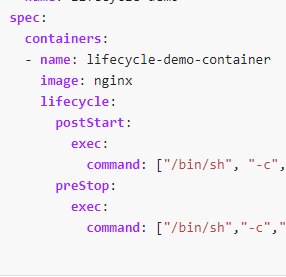 name: lifecycle-demo
spec:
  containers:
  - name: lifecycle-demo-container
    image: nginx
    lifecycle:
      postStart:
        exec:
          command: ["/bin/sh", "-c",
      preStop:
        exec:
          command: ["/bin/sh","-c","